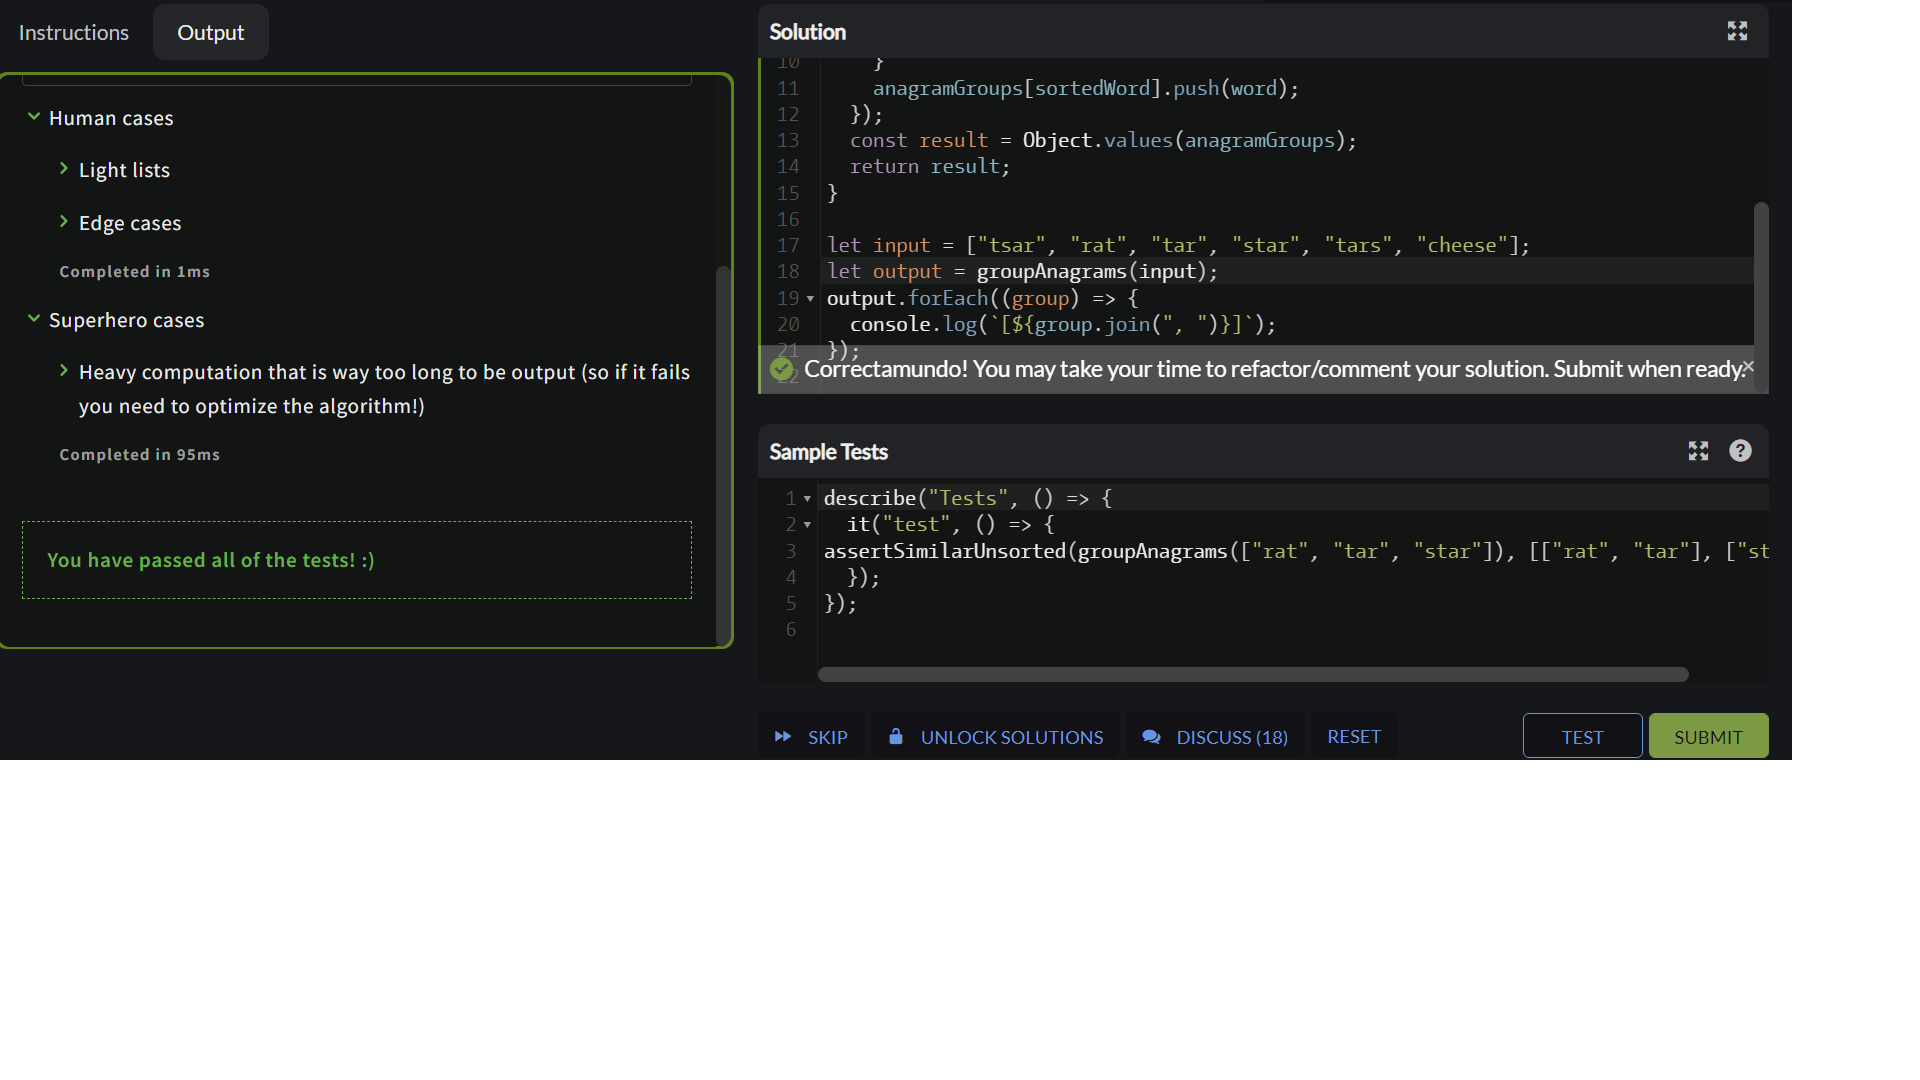 Instructions
Output
Human cases
Light lists
Edge cases
Completed in 1ms
Superhero cases
Heavy computation that is way too long to be output (so if it fails
you need to optimize the algorithm!)
Completed in 95ms
You have passed all of the tests! :)
Solution
10     }
11     anagramGroups[sortedWord].push(word);
12   });
13   const result = Object.values(anagramGroups);
14   return result;
15 }
16
17 let input = ["tsar", "rat", "tar", "star", "tars", "cheese"];
18 let output = groupAnagrams(input);
19 output.forEach((group) => {
20   console.log(`[${group.join(", ")}]`);
21 });
22
Correctamundo! You may take your time to refactor/comment your solution. Submit when ready.
Sample Tests
1 describe("Tests", () => {
2   it("test", () => {
3 assertSimilarUnsorted(groupAnagrams(["rat", "tar", "star"]), [["rat", "tar"], ["st
4   });
5 });
6
SKIP
UNLOCK SOLUTIONS
DISCUSS (18)
RESET
TEST
SUBMIT